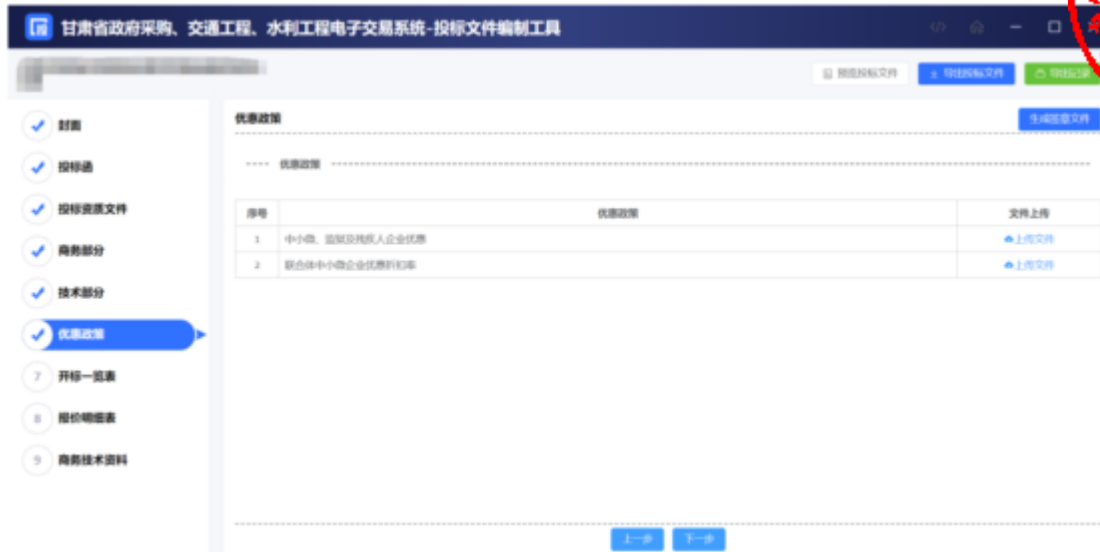 甘肃省政府采购、交通工程、水利工程电子交易系统-投标文件编制工具
预览投标文件
导出投标文件
导出记录
封面
投标函
投标资质文件
商务部分
技术部分
优惠政策
7 开标一览表
8 报价明细表
9 商务技术资料
优惠政策
生成签章文件
优惠政策
序号 优惠政策 文件上传
1 中小微、监狱及残疾人企业优惠 上传文件
2 联合体中小微企业优惠折扣率 上传文件
上一步 下一步